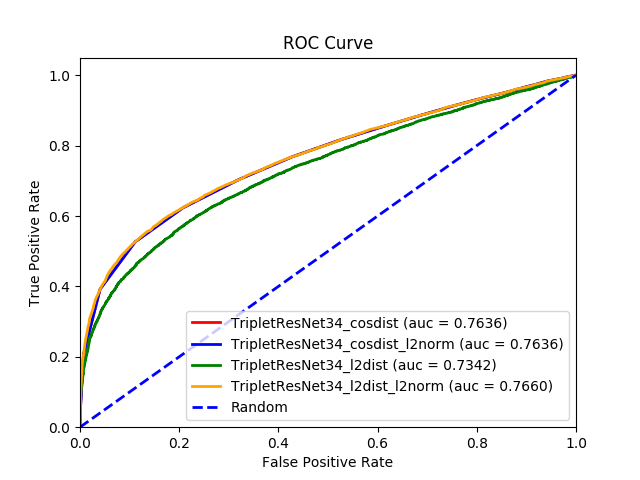 ROC Curve
True Positive Rate
1.0
0.8
0.6
0.4
0.2
0.0
TripletResNet34_cosdist (auc = 0.7636)
TripletResNet34_cosdist_l2norm (auc = 0.7636)
TripletResNet34_l2dist (auc = 0.7342)
TripletResNet34_l2dist_l2norm (auc = 0.7660)
Random
0.0 0.2 0.4 0.6 0.8 1.0
False Positive Rate